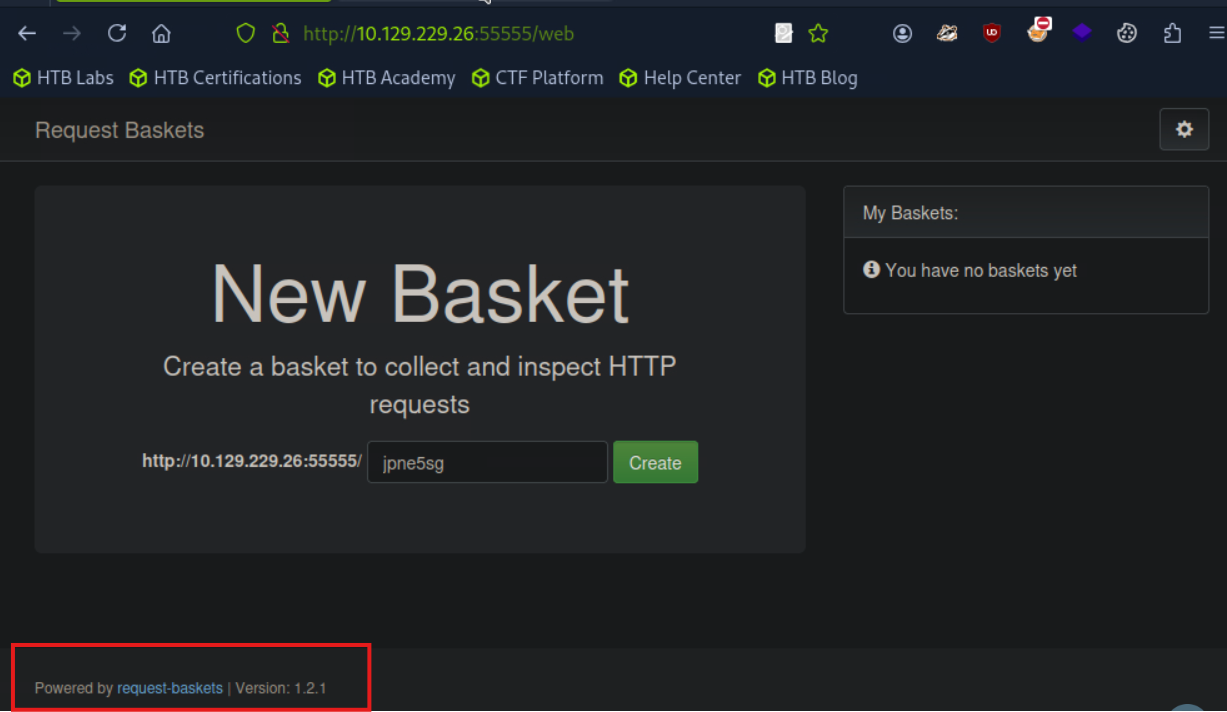 http://10.129.229.26:55555/web
HTB Labs HTB Certifications HTB Academy CTF Platform Help Center HTB Blog
Request Baskets
New Basket
Create a basket to collect and inspect HTTP
requests
http://10.129.229.26:55555/ jpne5sg Create
My Baskets:
You have no baskets yet
Powered by request-baskets | Version: 1.2.1